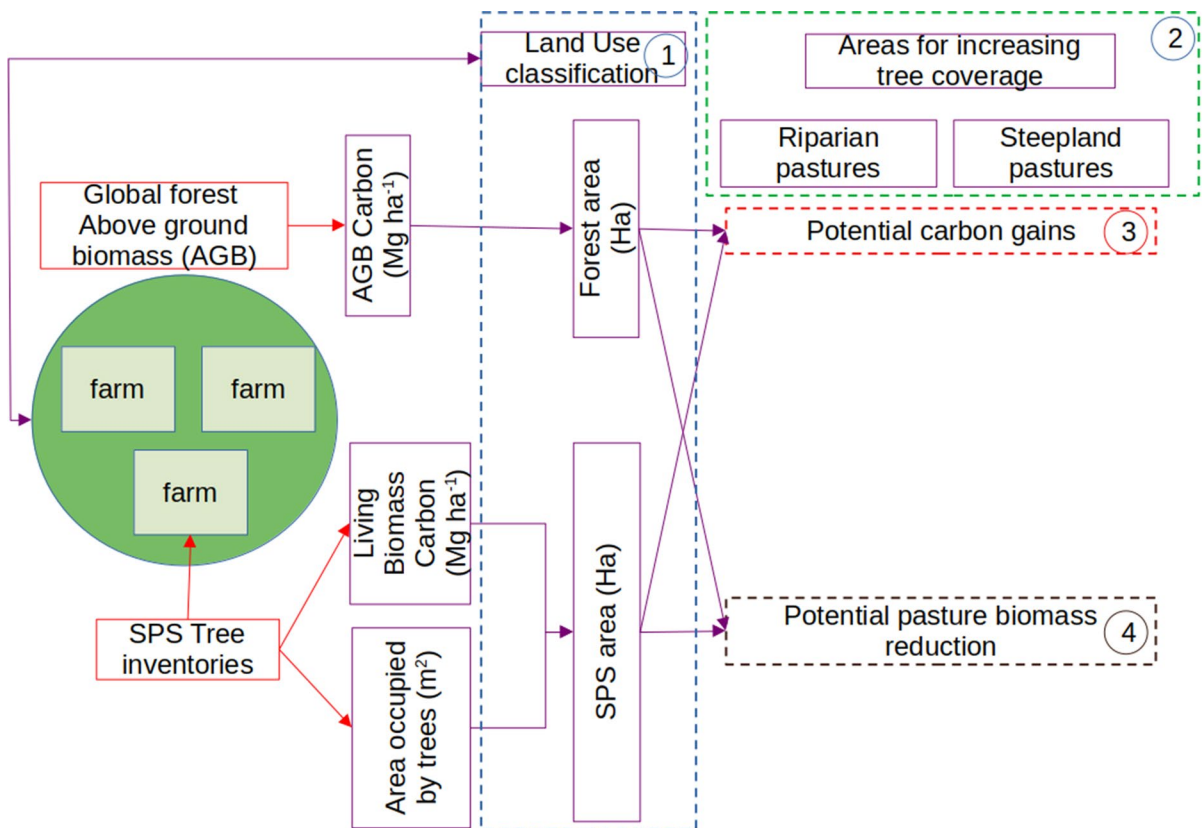 Land Use
classification
1
Areas for increasing
tree coverage
2
Riparian
pastures
Steepland
pastures
Global forest
Above ground
biomass (AGB)
AGB Carbon
(Mg ha⁻¹)
Forest area
(Ha)
Potential carbon gains
3
farm
farm
farm
Living
Biomass
Carbon
(Mg ha⁻¹)
SPS area (Ha)
Potential pasture biomass
reduction
4
SPS Tree
inventories
Area occupied
by trees (m²)